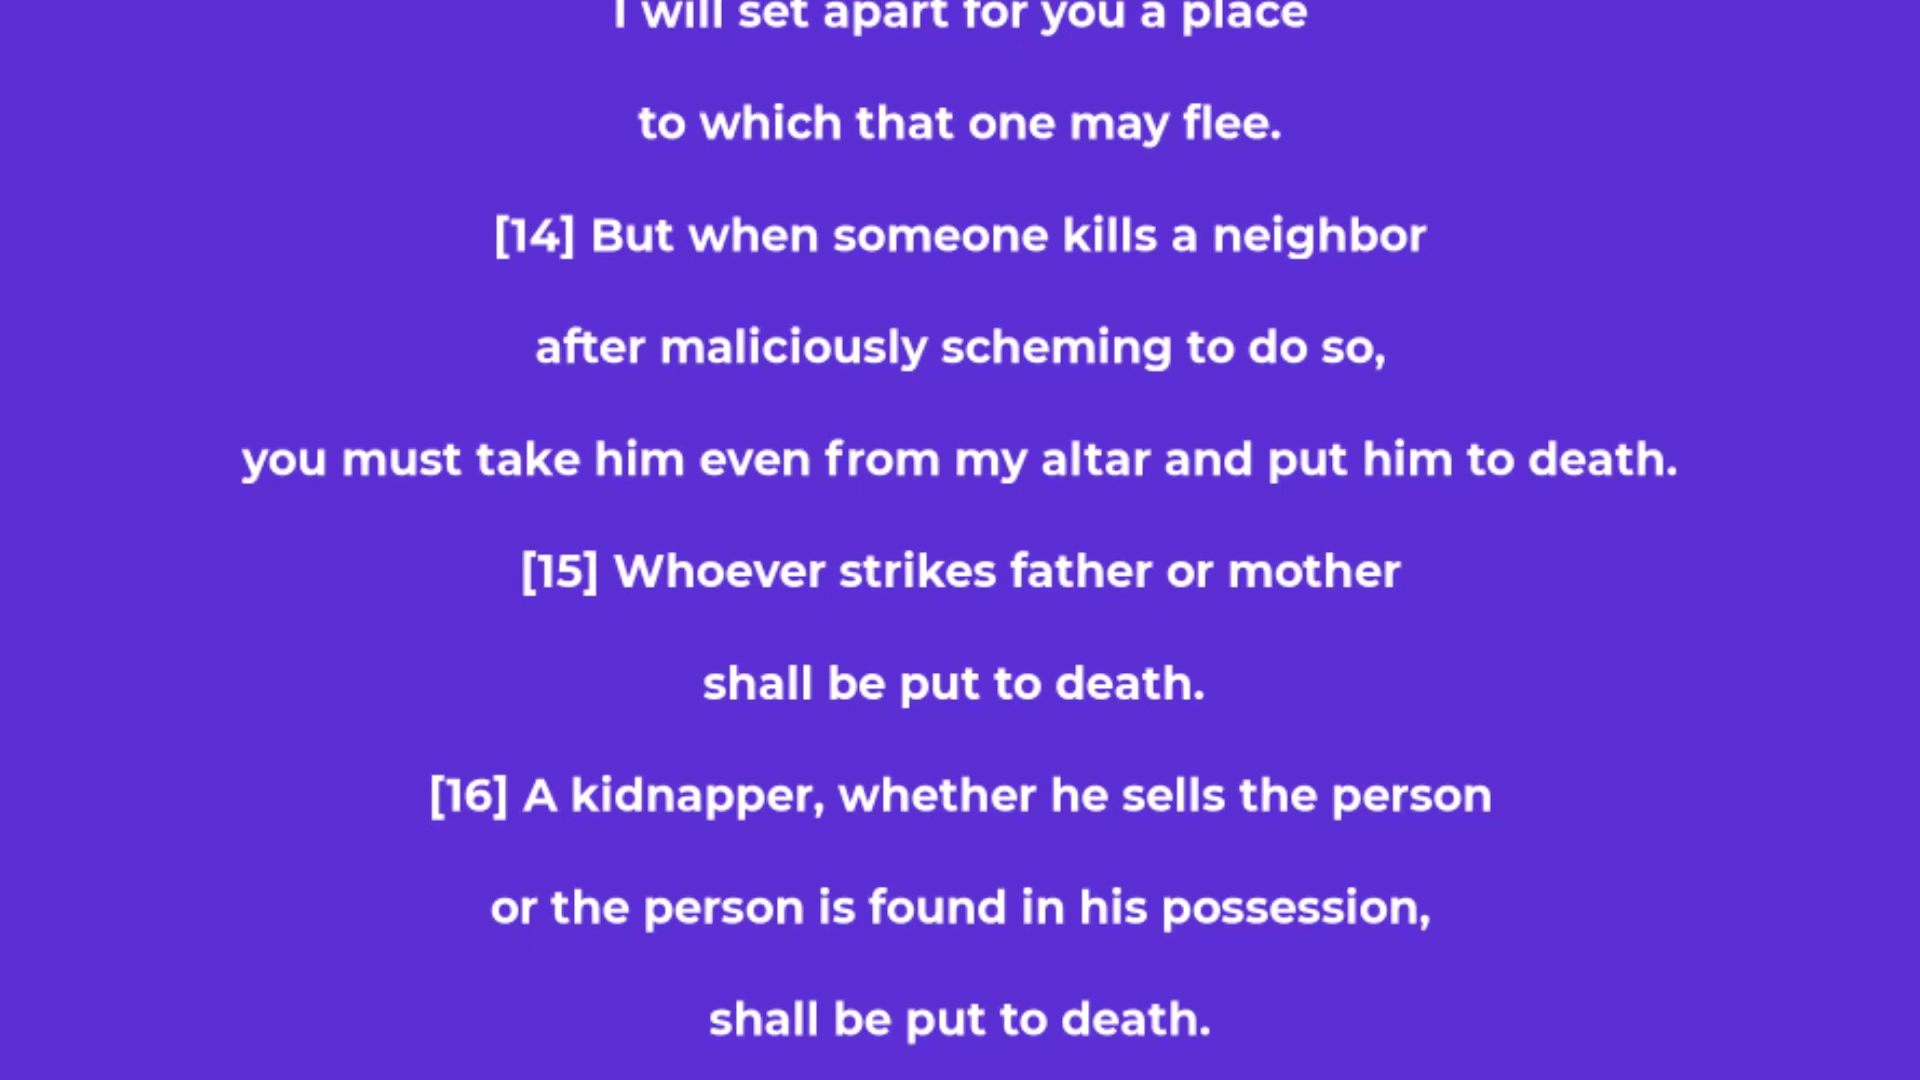 I will set apart for you a place
to which that one may flee.
[14] But when someone kills a neighbor
after maliciously scheming to do so,
you must take him even from my altar and put him to death.
[15] Whoever strikes father or mother
shall be put to death.
[16] A kidnapper, whether he sells the person
or the person is found in his possession,
shall be put to death.